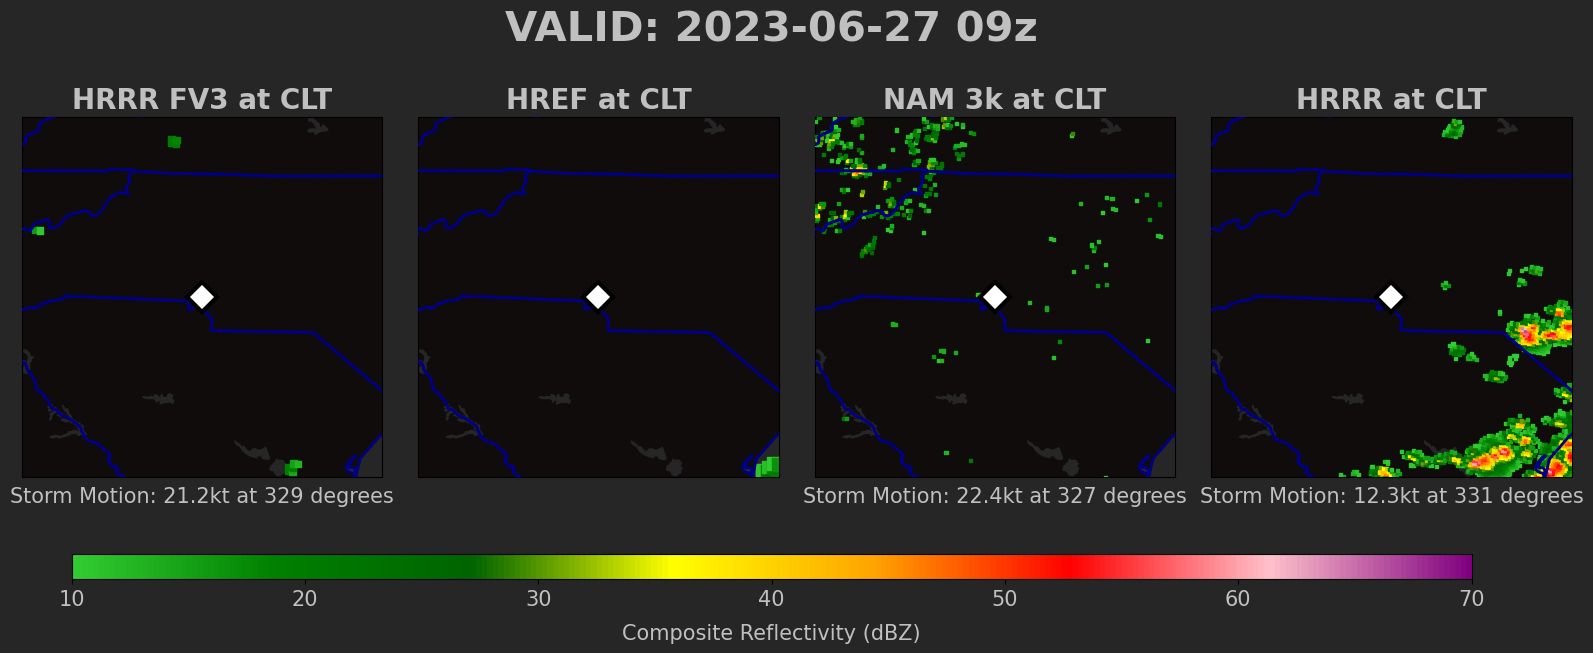 VALID: 2023-06-27 09z
HRRR FV3 at CLT
HREF at CLT
NAM 3k at CLT
HRRR at CLT
Storm Motion: 21.2kt at 329 degrees
Storm Motion: 22.4kt at 327 degrees
Storm Motion: 12.3kt at 331 degrees
10 20 30 40 50 60 70
Composite Reflectivity (dBZ)